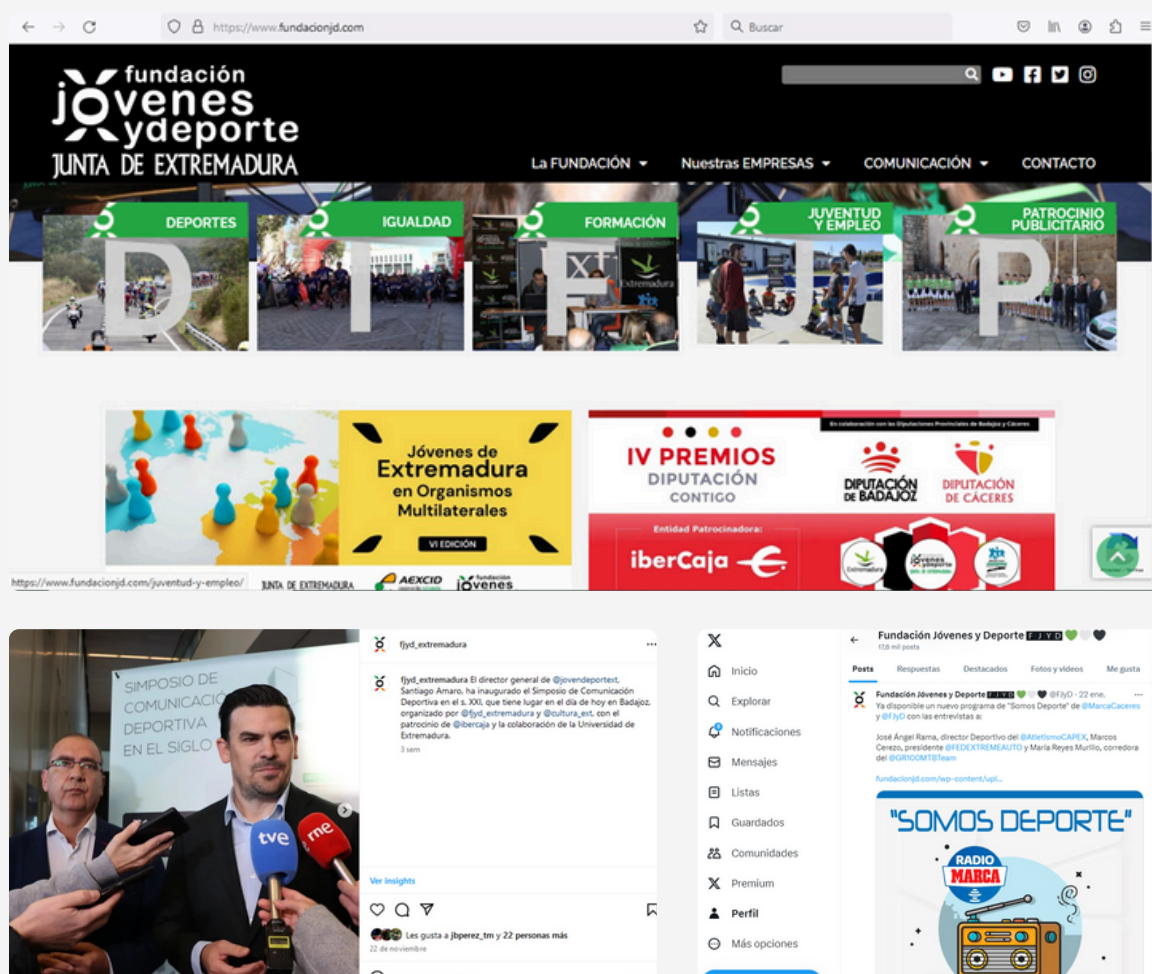 https://www.fundacionjd.com
Buscar
fundación
jóvenes
ydeporte
JUNTA DE EXTREMADURA
La FUNDACIÓN
Nuestras EMPRESAS
COMUNICACIÓN
CONTACTO
DEPORTES
D
IGUALDAD
I
FORMACIÓN
F
JUVENTUD
Y EMPLEO
J
PATROCINIO
PUBLICITARIO
P
Jóvenes de
Extremadura
en Organismos
Multilaterales
VI EDICIÓN
JUNTA DE EXTREMADURA
AEXCID
fundación
jóvenes
En colaboración con las Diputaciones Provinciales de Badajoz y Cáceres
IV PREMIOS
DIPUTACIÓN
CONTIGO
DIPUTACIÓN
DE BADAJOZ
DIPUTACIÓN
DE CÁCERES
Entidad Patrocinadora:
iberCaja
https://www.fundacionjd.com/juventud-y-empleo/
SIMPOSIO DE
COMUNICACIÓ
DEPORTIVA
EN EL SIGLO
tve
rne
fjyd_extremadura
fjyd_extremadura El director general de @jovendeportext,
Santiago Amaro, ha inaugurado el Simposio de Comunicación
Deportiva en el s. XXI, que tiene lugar en el día de hoy en Badajoz,
organizado por @fjyd_extremadura y @cultura_ext, con el
patrocinio de @ibercaja y la colaboración de la Universidad de
Extremadura.
3 sem
Ver insights
Les gusta a jbperez_tm y 22 personas más
22 de noviembre
Inicio
Explorar
Notificaciones
Mensajes
Listas
Guardados
Comunidades
Premium
Perfil
Más opciones
Fundación Jóvenes y Deporte FJYD
17,6 mil posts
Posts
Respuestas
Destacados
Fotos y vídeos
Me gusta
Fundación Jóvenes y Deporte FJYD @FJyD · 22 ene.
Ya disponible un nuevo programa de "Somos Deporte" de @MarcaCaceres
y @FJyD con las entrevistas a:
José Ángel Rama, director Deportivo del @AtletismoCAPEX, Marcos
Cerezo, presidente @FEDEXTREMEAUTO y María Reyes Murillo, corredora
del @GR100MTBTeam
fundacionjd.com/wp-content/upl...
"SOMOS DEPORTE"
RADIO
MARCA